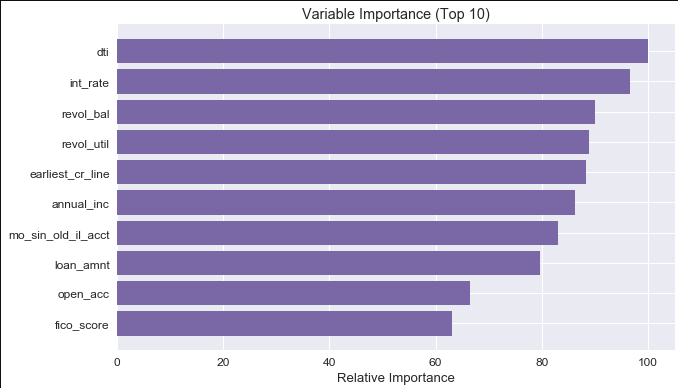 Variable Importance (Top 10)
dti
int_rate
revol_bal
revol_util
earliest_cr_line
annual_inc
mo_sin_old_il_acct
loan_amnt
open_acc
fico_score
0 20 40 60 80 100
Relative Importance